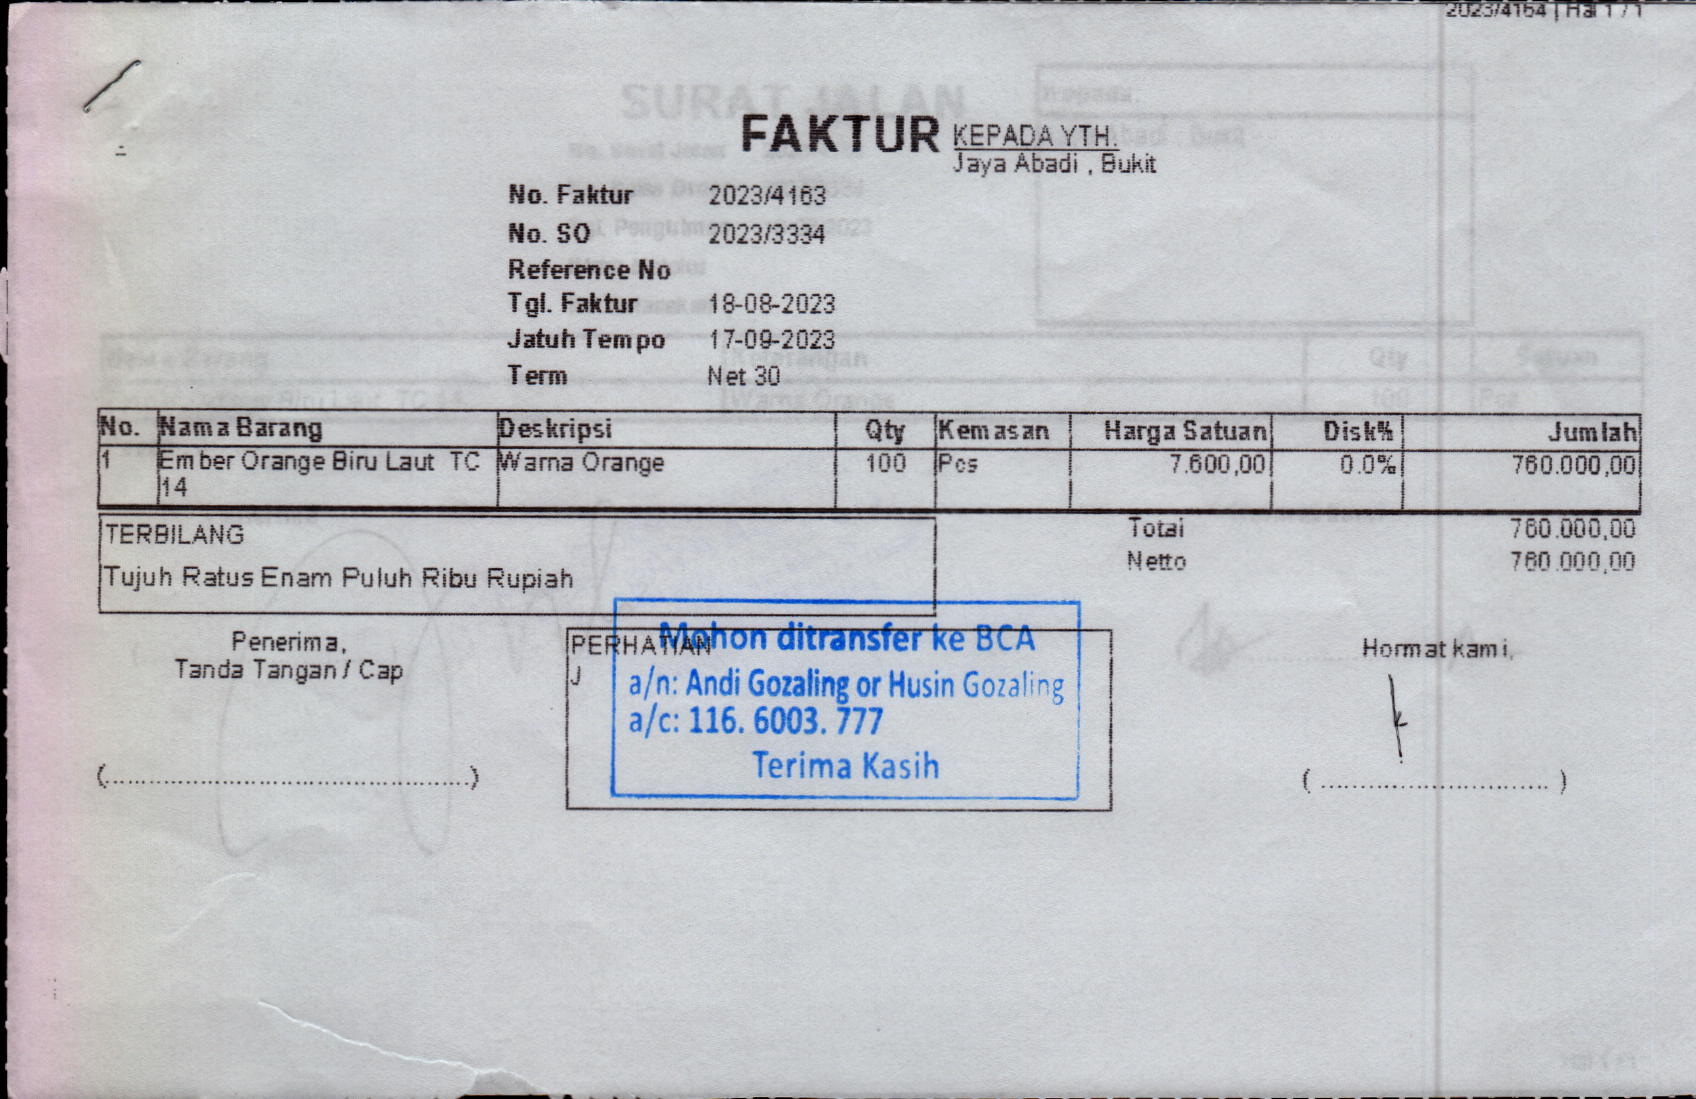 2023/4164 | Hal 1 / 1
SURAT JALAN
FAKTUR
KEPADA YTH.
Jaya Abadi , Bukit
No. Faktur 2023/4163
No. SO 2023/3334
Reference No
Tgl. Faktur 18-08-2023
Jatuh Tempo 17-09-2023
Term Net 30
No. Nama Barang Deskripsi Qty Kemasan Harga Satuan Disk% Jumlah
1 Ember Orange Biru Laut TC Warna Orange 100 Pcs 7.600,00 0.0% 760.000,00
14
TERBILANG
Tujuh Ratus Enam Puluh Ribu Rupiah
Total 760.000,00
Netto 760.000,00
Penerima,
Tanda Tangan / Cap
PERHATIAN
J
Mohon ditransfer ke BCA
a/n: Andi Gozaling or Husin Gozaling
a/c: 116. 6003. 777
Terima Kasih
Hormat kami,
(................................................)
( ............................... )